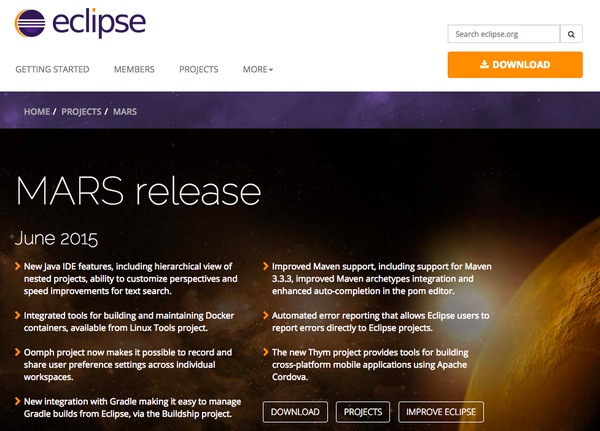 eclipse
Search eclipse.org
DOWNLOAD
GETTING STARTED
MEMBERS
PROJECTS
MORE
HOME / PROJECTS / MARS
MARS release
June 2015
New Java IDE features, including hierarchical view of
nested projects, ability to customize perspectives and
speed improvements for text search.
Integrated tools for building and maintaining Docker
containers, available from Linux Tools project.
Oomph project now makes it possible to record and
share user preference settings across individual
workspaces.
New integration with Gradle making it easy to manage
Gradle builds from Eclipse, via the Buildship project.
Improved Maven support, including support for Maven
3.3.3, improved Maven archetypes integration and
enhanced auto-completion in the pom editor.
Automated error reporting that allows Eclipse users to
report errors directly to Eclipse projects.
The new Thym project provides tools for building
cross-platform mobile applications using Apache
Cordova.
DOWNLOAD
PROJECTS
IMPROVE ECLIPSE